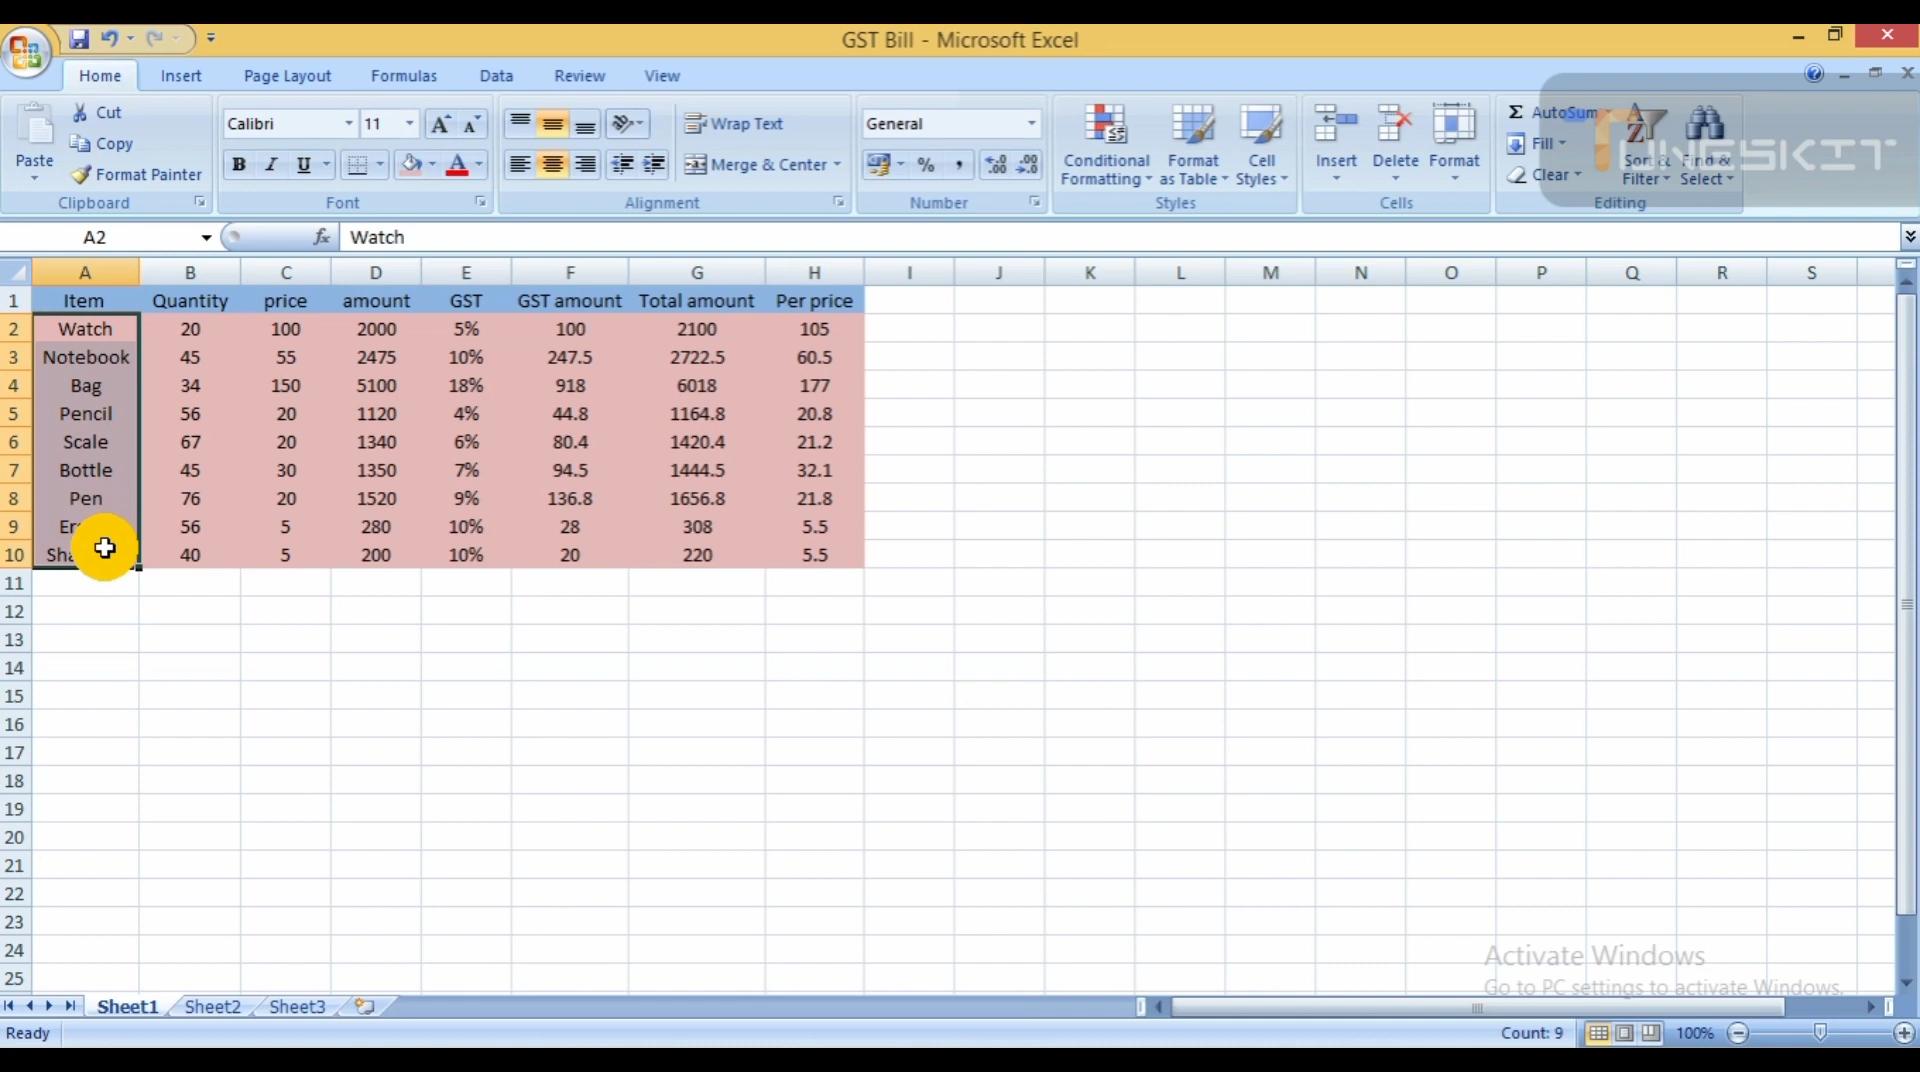 GST Bill - Microsoft Excel
Home Insert Page Layout Formulas Data Review View
Paste Cut Copy Format Painter Clipboard
Calibri 11 B I U Font
Wrap Text Merge & Center Alignment
General % , Number
Conditional Formatting Format as Table Cell Styles Styles
Insert Delete Format Cells
Σ AutoSum Fill Clear Sort & Filter Find & Select Editing
A2 fx Watch
A B C D E F G H I J K L M N O P Q R S
1 Item Quantity price amount GST GST amount Total amount Per price
2 Watch 20 100 2000 5% 100 2100 105
3 Notebook 45 55 2475 10% 247.5 2722.5 60.5
4 Bag 34 150 5100 18% 918 6018 177
5 Pencil 56 20 1120 4% 44.8 1164.8 20.8
6 Scale 67 20 1340 6% 80.4 1420.4 21.2
7 Bottle 45 30 1350 7% 94.5 1444.5 32.1
8 Pen 76 20 1520 9% 136.8 1656.8 21.8
9 56 5 280 10% 28 308 5.5
10 40 5 200 10% 20 220 5.5
11
12
13
14
15
16
17
18
19
20
21
22
23
24
25
Activate Windows
Go to PC settings to activate Windows.
Sheet1 Sheet2 Sheet3
Ready Count: 9 100%